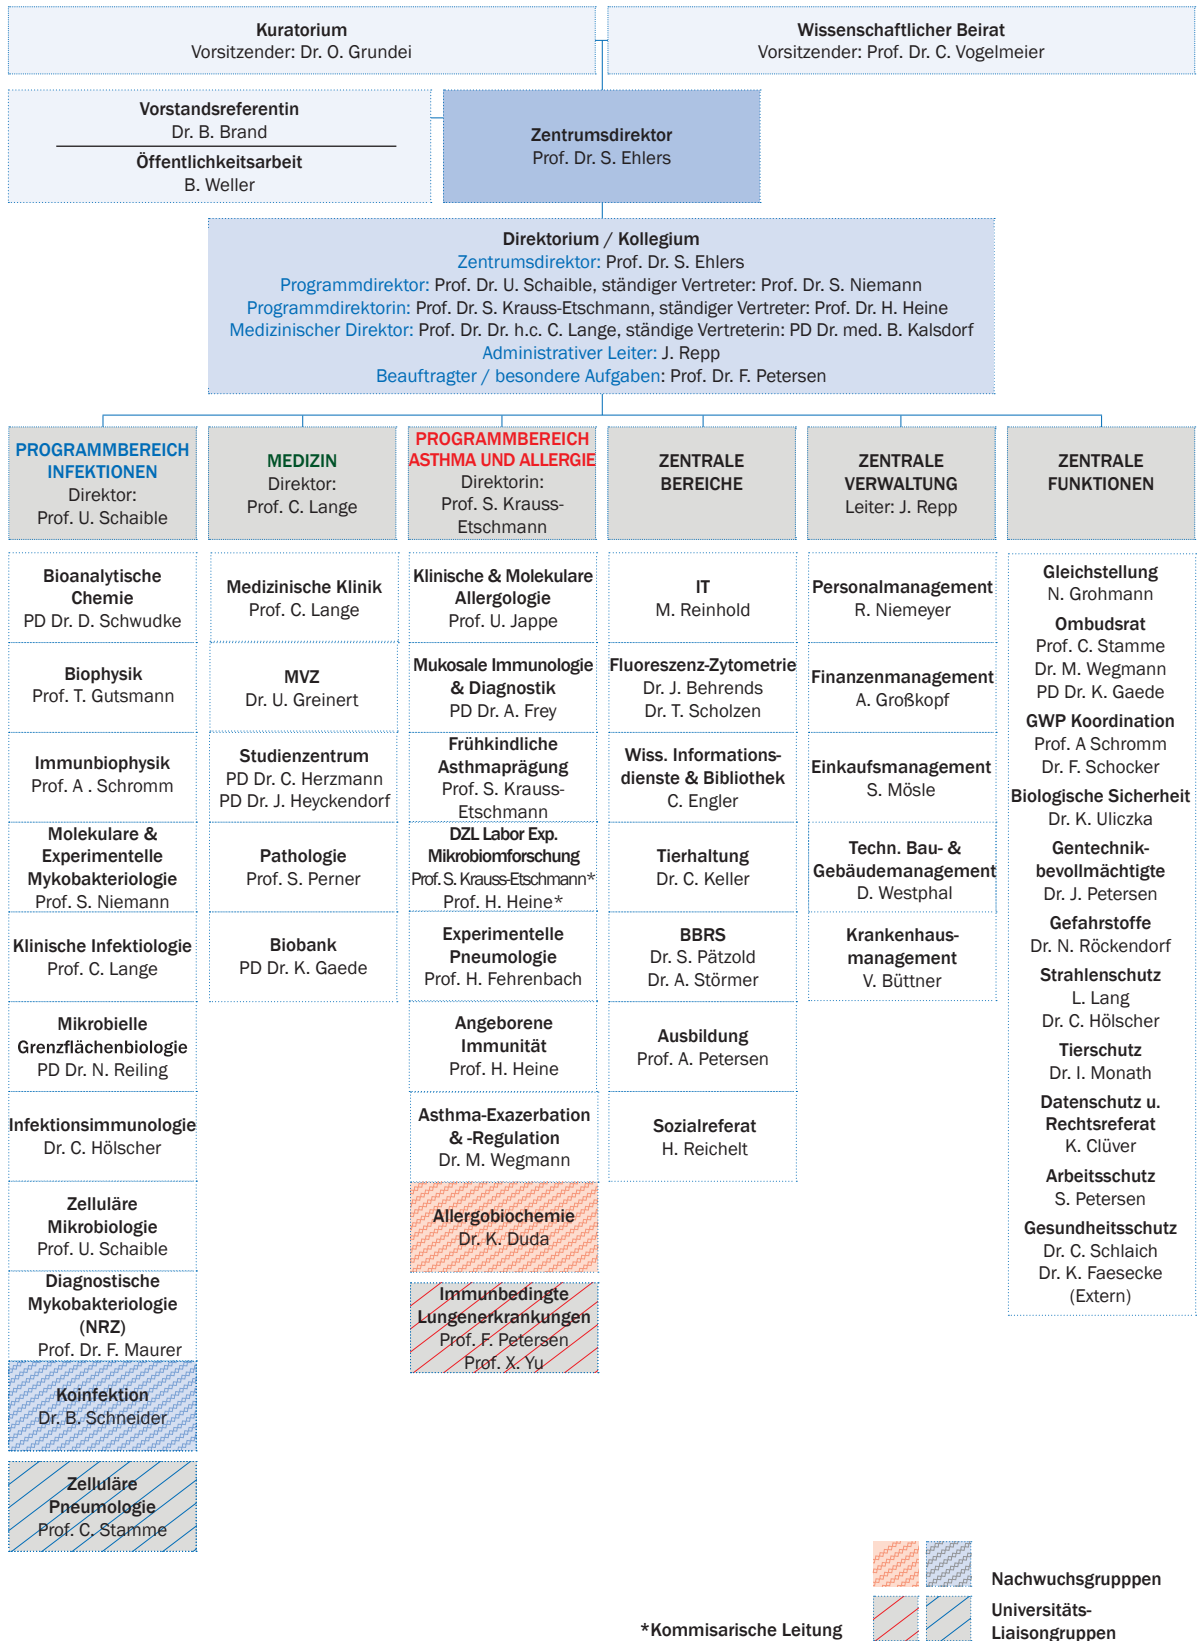 Kuratorium
Vorsitzender: Dr. O. Grundei
Wissenschaftlicher Beirat
Vorsitzender: Prof. Dr. C. Vogelmeier
Vorstandsreferentin
Dr. B. Brand
Öffentlichkeitsarbeit
B. Weller
Zentrumsdirektor
Prof. Dr. S. Ehlers
Direktorium / Kollegium
Zentrumsdirektor: Prof. Dr. S. Ehlers
Programmdirektor: Prof. Dr. U. Schaible, ständiger Vertreter: Prof. Dr. S. Niemann
Programmdirektorin: Prof. Dr. S. Krauss-Etschmann, ständiger Vertreter: Prof. Dr. H. Heine
Medizinischer Direktor: Prof. Dr. Dr. h.c. C. Lange, ständige Vertreterin: PD Dr. med. B. Kalsdorf
Administrativer Leiter: J. Repp
Beauftragter / besondere Aufgaben: Prof. Dr. F. Petersen
PROGRAMMBEREICH
INFEKTIONEN
Direktor:
Prof. U. Schaible
Bioanalytische
Chemie
PD Dr. D. Schwudke
Biophysik
Prof. T. Gutsmann
Immunbiophysik
Prof. A . Schromm
Molekulare &
Experimentelle
Mykobakteriologie
Prof. S. Niemann
Klinische Infektiologie
Prof. C. Lange
Mikrobielle
Grenzflächenbiologie
PD Dr. N. Reiling
Infektionsimmunologie
Dr. C. Hölscher
Zelluläre
Mikrobiologie
Prof. U. Schaible
Diagnostische
Mykobakteriologie
(NRZ)
Prof. Dr. F. Maurer
Koinfektion
Dr. B. Schneider
Zelluläre
Pneumologie
Prof. C. Stamme
MEDIZIN
Direktor:
Prof. C. Lange
Medizinische Klinik
Prof. C. Lange
MVZ
Dr. U. Greinert
Studienzentrum
PD Dr. C. Herzmann
PD Dr. J. Heyckendorf
Pathologie
Prof. S. Perner
Biobank
PD Dr. K. Gaede
PROGRAMMBEREICH
ASTHMA UND ALLERGIE
Direktorin:
Prof. S. Krauss-
Etschmann
Klinische & Molekulare
Allergologie
Prof. U. Jappe
Mukosale Immunologie
& Diagnostik
PD Dr. A. Frey
Frühkindliche
Asthmaprägung
Prof. S. Krauss-
Etschmann
DZL Labor Exp.
Mikrobiomforschung
Prof. S. Krauss-Etschmann*
Prof. H. Heine*
Experimentelle
Pneumologie
Prof. H. Fehrenbach
Angeborene
Immunität
Prof. H. Heine
Asthma-Exazerbation
& -Regulation
Dr. M. Wegmann
Allergobiochemie
Dr. K. Duda
Immunbedingte
Lungenerkrankungen
Prof. F. Petersen
Prof. X. Yu
ZENTRALE
BEREICHE
IT
M. Reinhold
Fluoreszenz-Zytometrie
Dr. J. Behrends
Dr. T. Scholzen
Wiss. Informations-
dienste & Bibliothek
C. Engler
Tierhaltung
Dr. C. Keller
BBRS
Dr. S. Pätzold
Dr. A. Störmer
Ausbildung
Prof. A. Petersen
Sozialreferat
H. Reichelt
ZENTRALE
VERWALTUNG
Leiter: J. Repp
Personalmanagement
R. Niemeyer
Finanzenmanagement
A. Großkopf
Einkaufsmanagement
S. Mösle
Techn. Bau- &
Gebäudemanagement
D. Westphal
Krankenhaus-
management
V. Büttner
ZENTRALE
FUNKTIONEN
Gleichstellung
N. Grohmann
Ombudsrat
Prof. C. Stamme
Dr. M. Wegmann
PD Dr. K. Gaede
GWP Koordination
Prof. A Schromm
Dr. F. Schocker
Biologische Sicherheit
Dr. K. Uliczka
Gentechnik-
bevollmächtigte
Dr. J. Petersen
Gefahrstoffe
Dr. N. Röckendorf
Strahlenschutz
L. Lang
Dr. C. Hölscher
Tierschutz
Dr. I. Monath
Datenschutz u.
Rechtsreferat
K. Clüver
Arbeitsschutz
S. Petersen
Gesundheitsschutz
Dr. C. Schlaich
Dr. K. Faesecke
(Extern)
Nachwuchsgrupppen
*Kommisarische Leitung
Universitäts-
Liaisongruppen